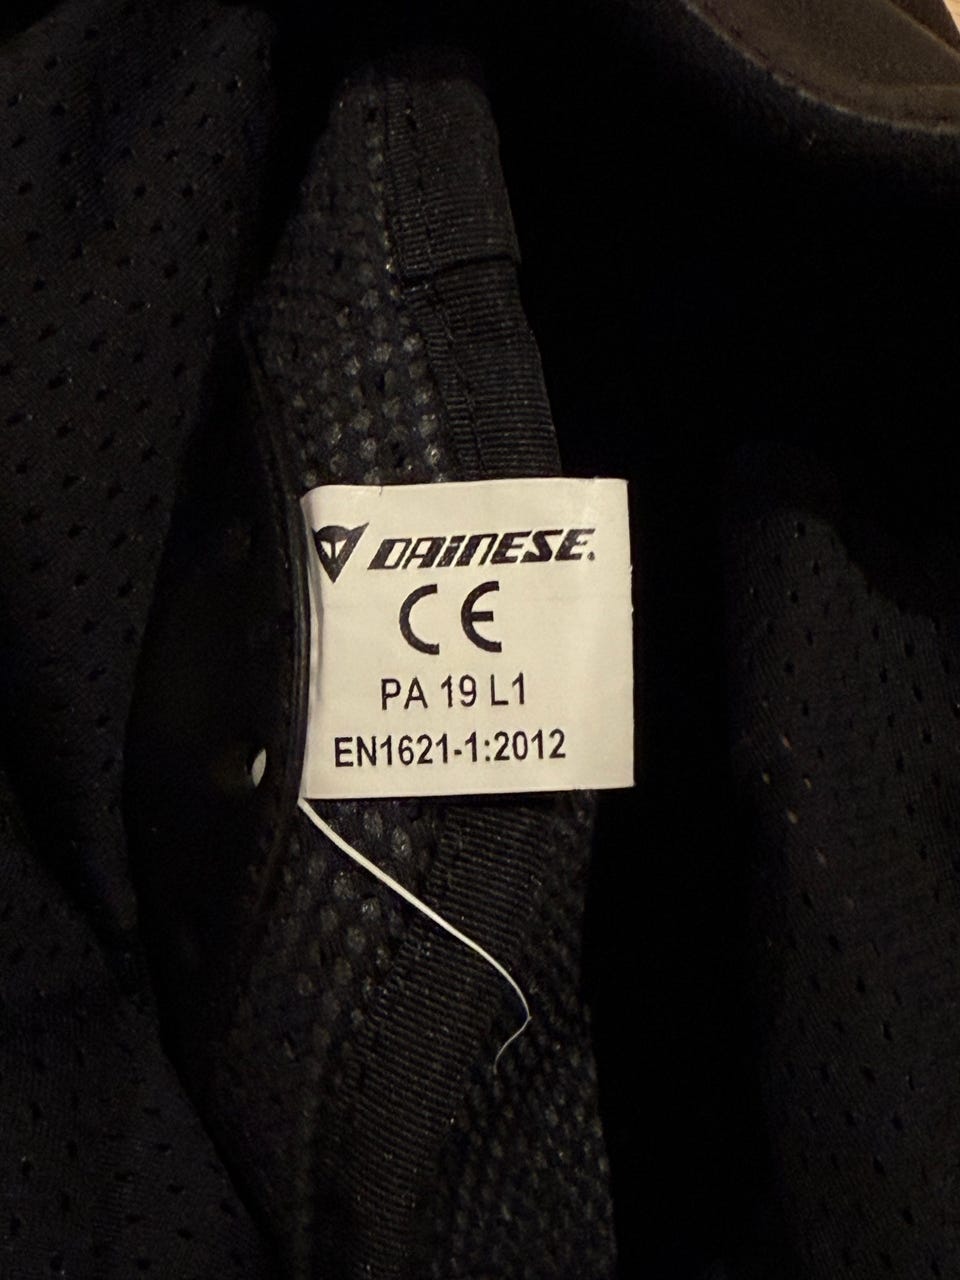 DAINESE®
CE
PA 19 L1
EN1621-1:2012